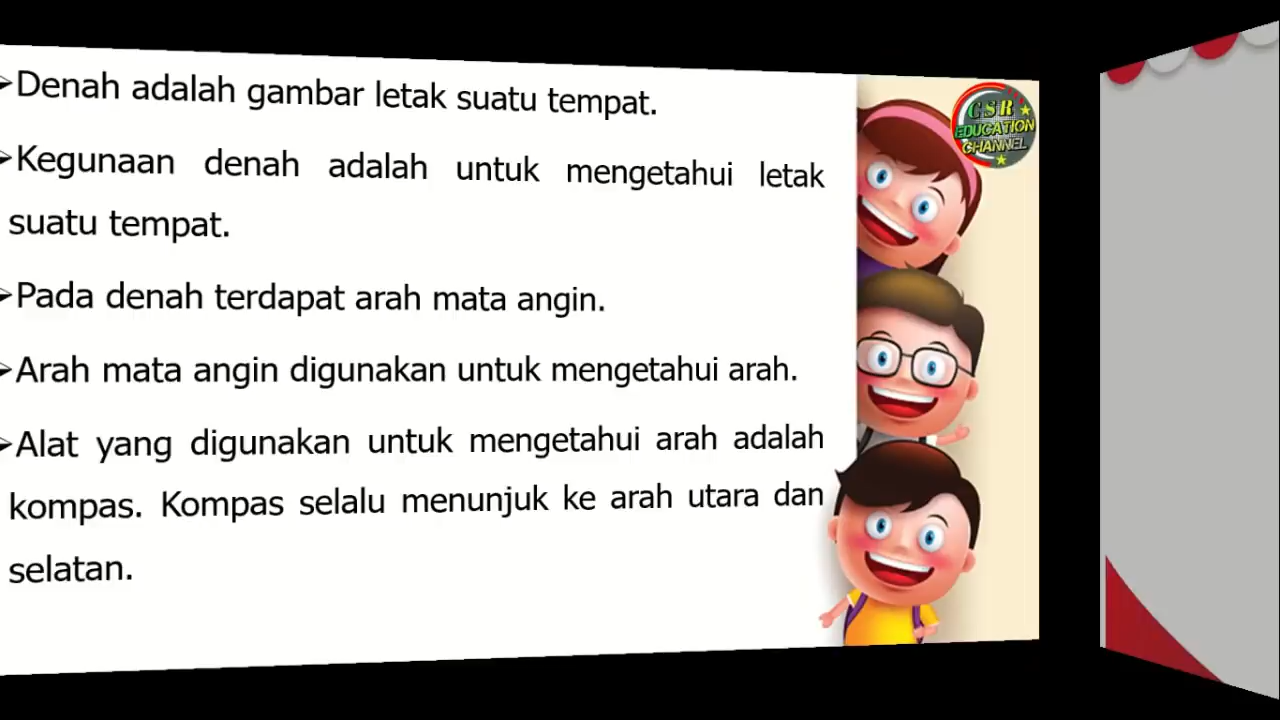 ➢Denah adalah gambar letak suatu tempat.
➢Kegunaan denah adalah untuk mengetahui letak
suatu tempat.
➢Pada denah terdapat arah mata angin.
➢Arah mata angin digunakan untuk mengetahui arah.
➢Alat yang digunakan untuk mengetahui arah adalah
kompas. Kompas selalu menunjuk ke arah utara dan
selatan.
GSR
EDUCATION
CHANNEL